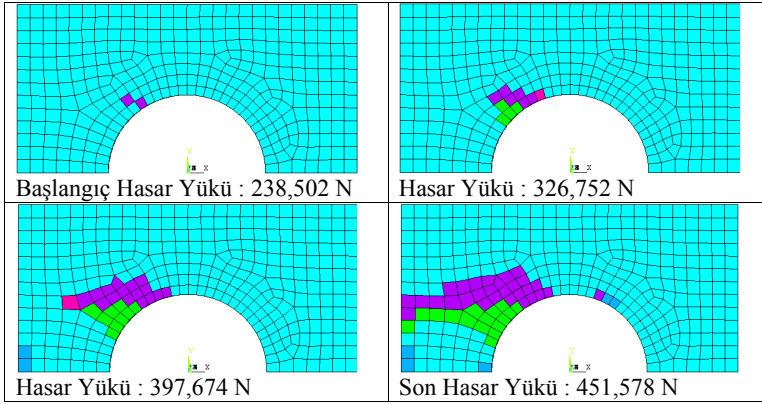 Y
X
Başlangıç Hasar Yükü : 238,502 N
Y
X
Hasar Yükü : 326,752 N
Y
X
Hasar Yükü : 397,674 N
Y
X
Son Hasar Yükü : 451,578 N